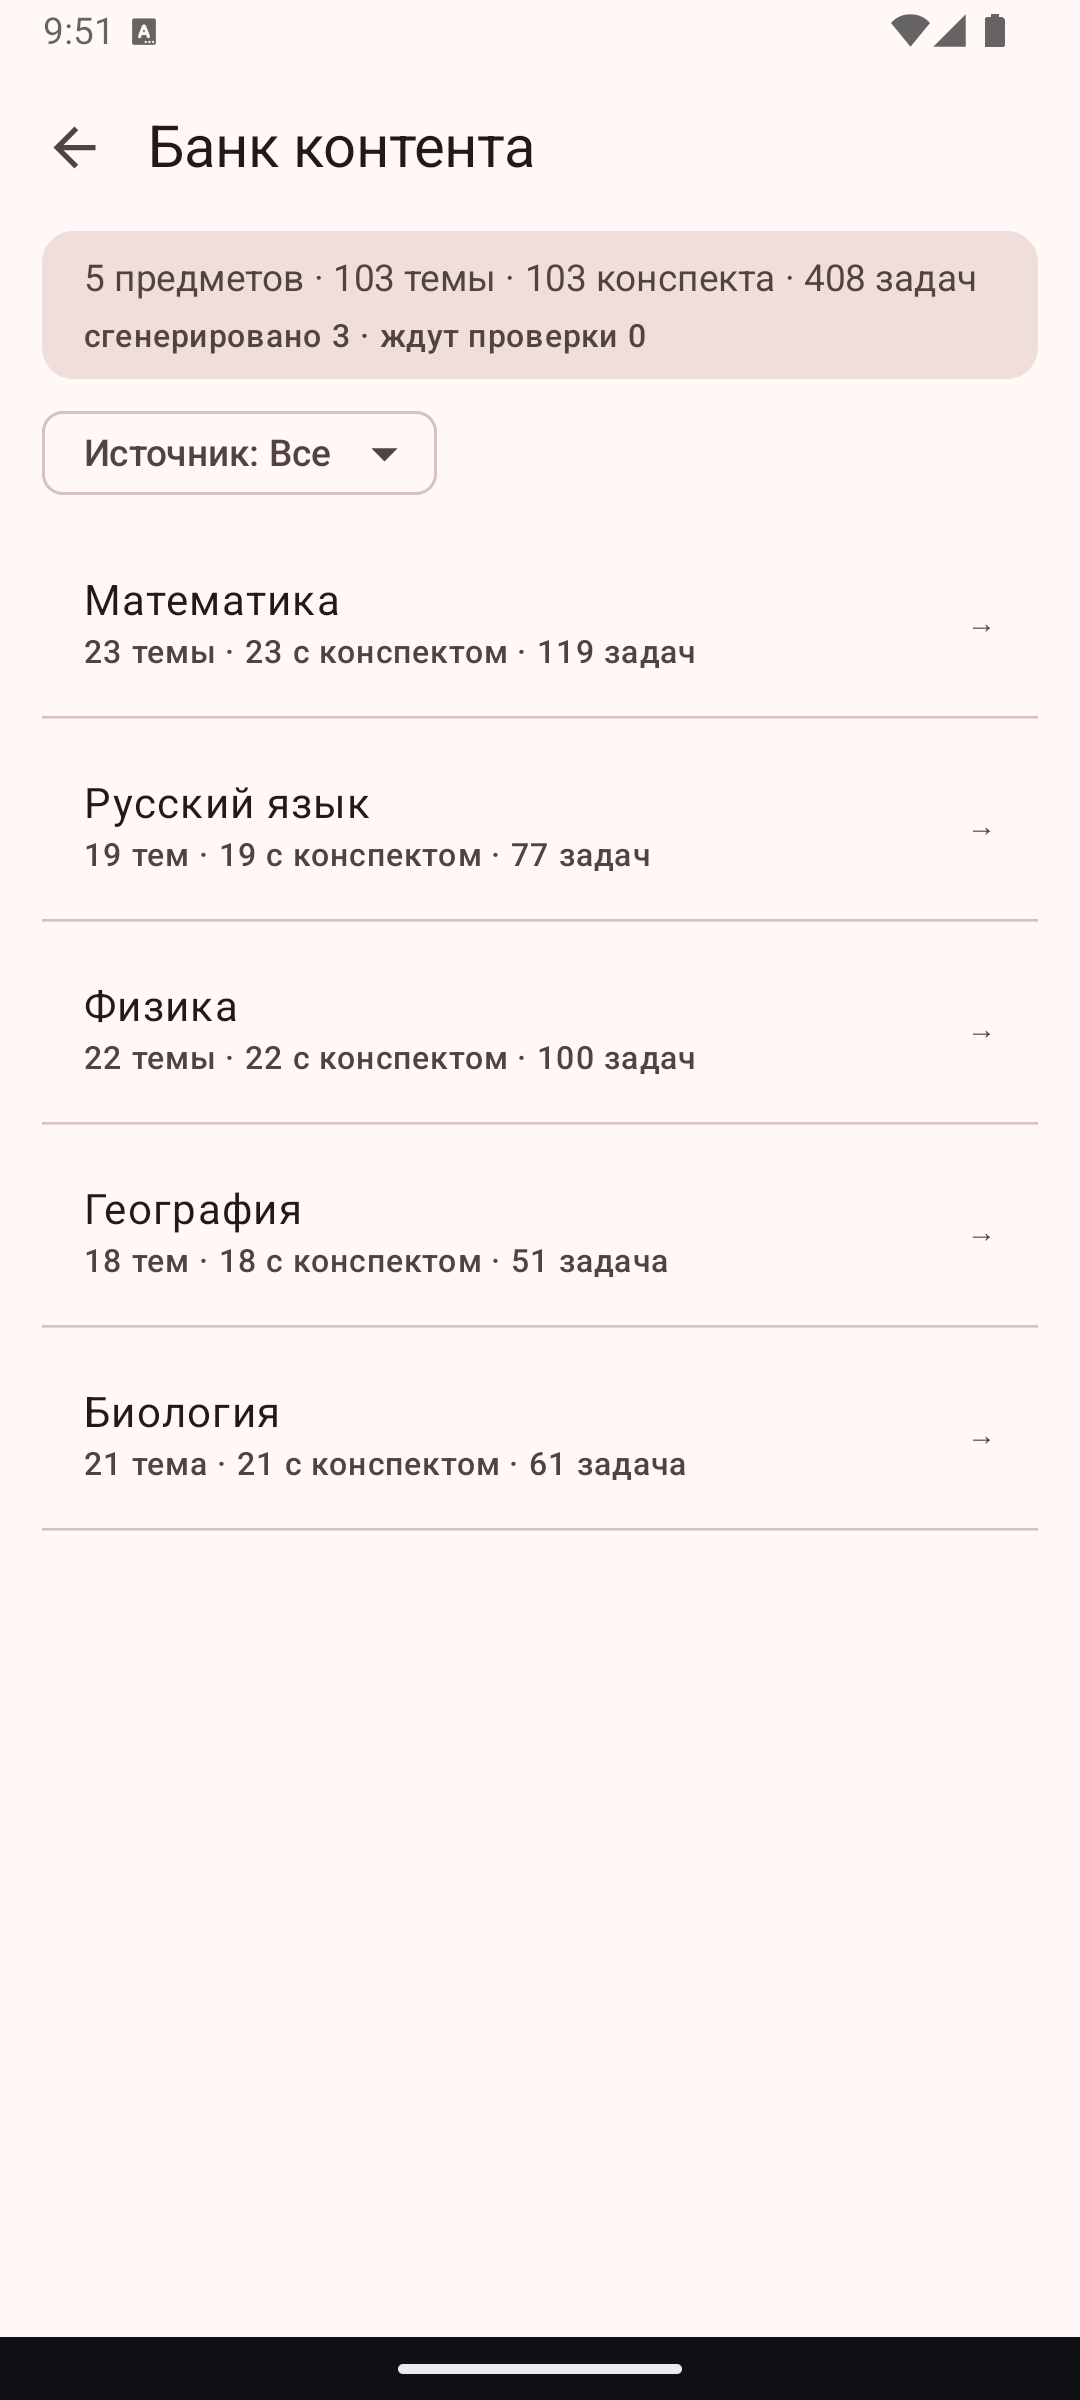 9:51
Банк контента
5 предметов · 103 темы · 103 конспекта · 408 задач
сгенерировано 3 · ждут проверки 0
Источник: Все
Математика
23 темы · 23 с конспектом · 119 задач
→
Русский язык
19 тем · 19 с конспектом · 77 задач
→
Физика
22 темы · 22 с конспектом · 100 задач
→
География
18 тем · 18 с конспектом · 51 задача
→
Биология
21 тема · 21 с конспектом · 61 задача
→